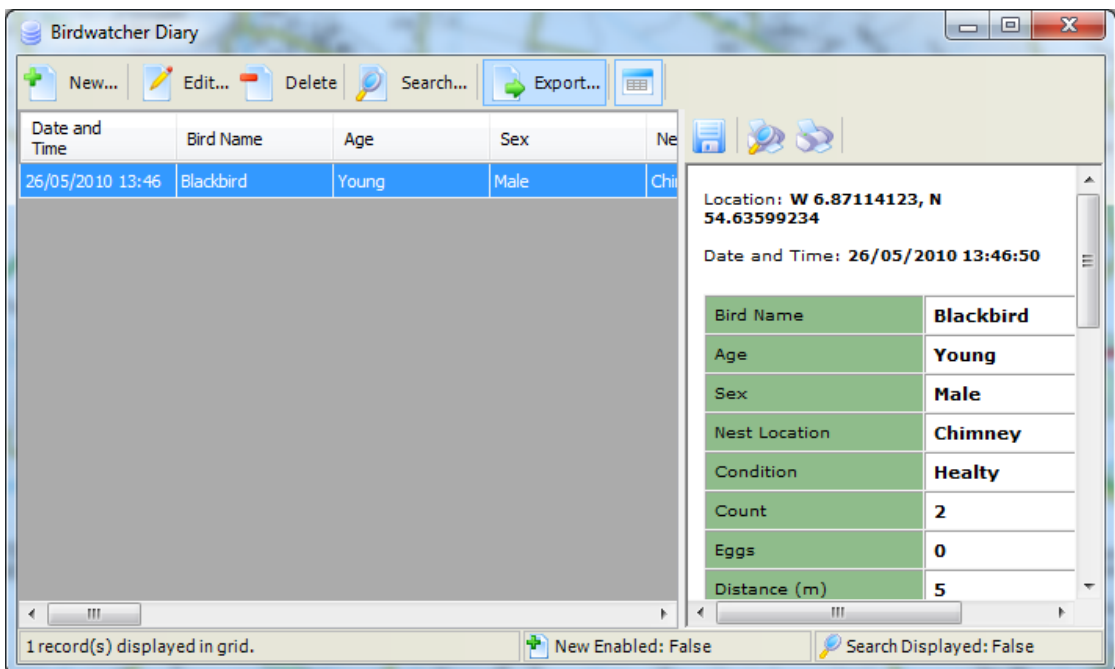 Birdwatcher Diary
New... Edit... Delete Search... Export...
Date and Time Bird Name Age Sex Ne
26/05/2010 13:46 Blackbird Young Male Chi
Location: W 6.87114123, N
54.63599234
Date and Time: 26/05/2010 13:46:50
Bird Name Blackbird
Age Young
Sex Male
Nest Location Chimney
Condition Healty
Count 2
Eggs 0
Distance (m) 5
1 record(s) displayed in grid. New Enabled: False Search Displayed: False